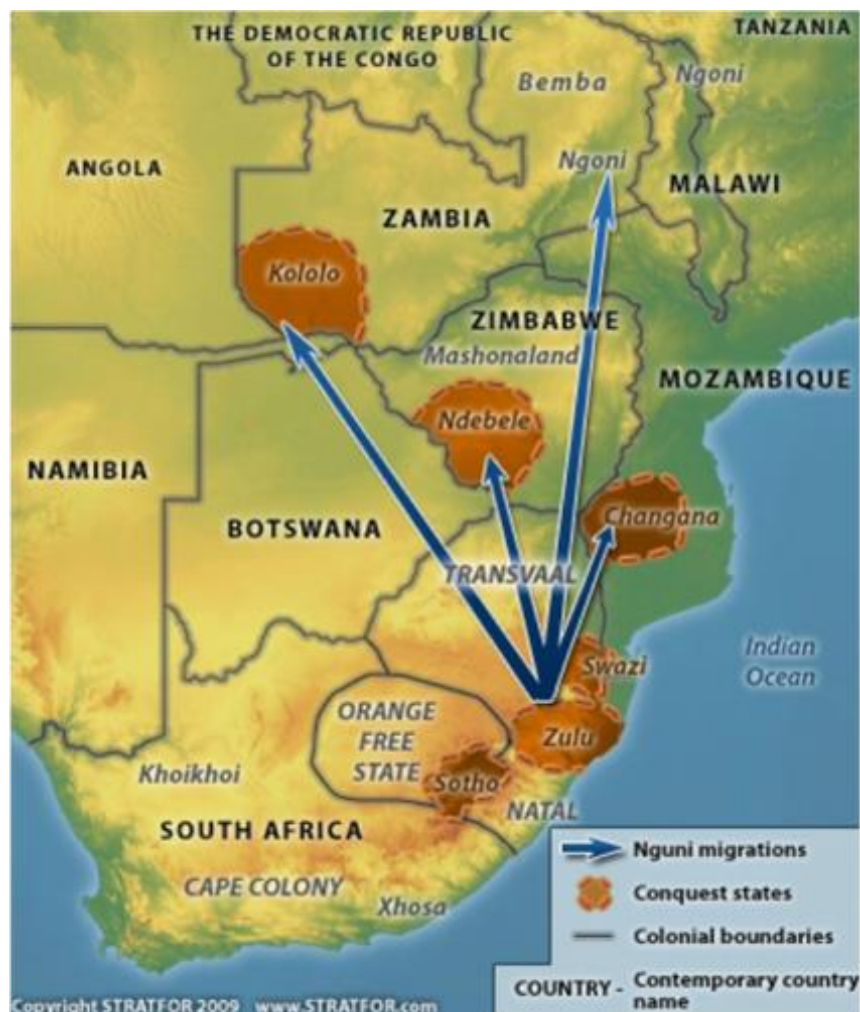 THE DEMOCRATIC REPUBLIC
OF THE CONGO
TANZANIA
Bemba
Ngoni
ANGOLA
Ngoni
MALAWI
ZAMBIA
Kololo
ZIMBABWE
Mashonaland
MOZAMBIQUE
Ndebele
NAMIBIA
BOTSWANA
Changana
TRANSVAAL
Indian
Ocean
Swazi
ORANGE
FREE
STATE
Zulu
Khoikhoi
Sotho
NATAL
SOUTH AFRICA
CAPE COLONY
Xhosa
Nguni migrations
Conquest states
Colonial boundaries
COUNTRY - Contemporary country
name
Copyright STRATFOR 2009 www.STRATFOR.com